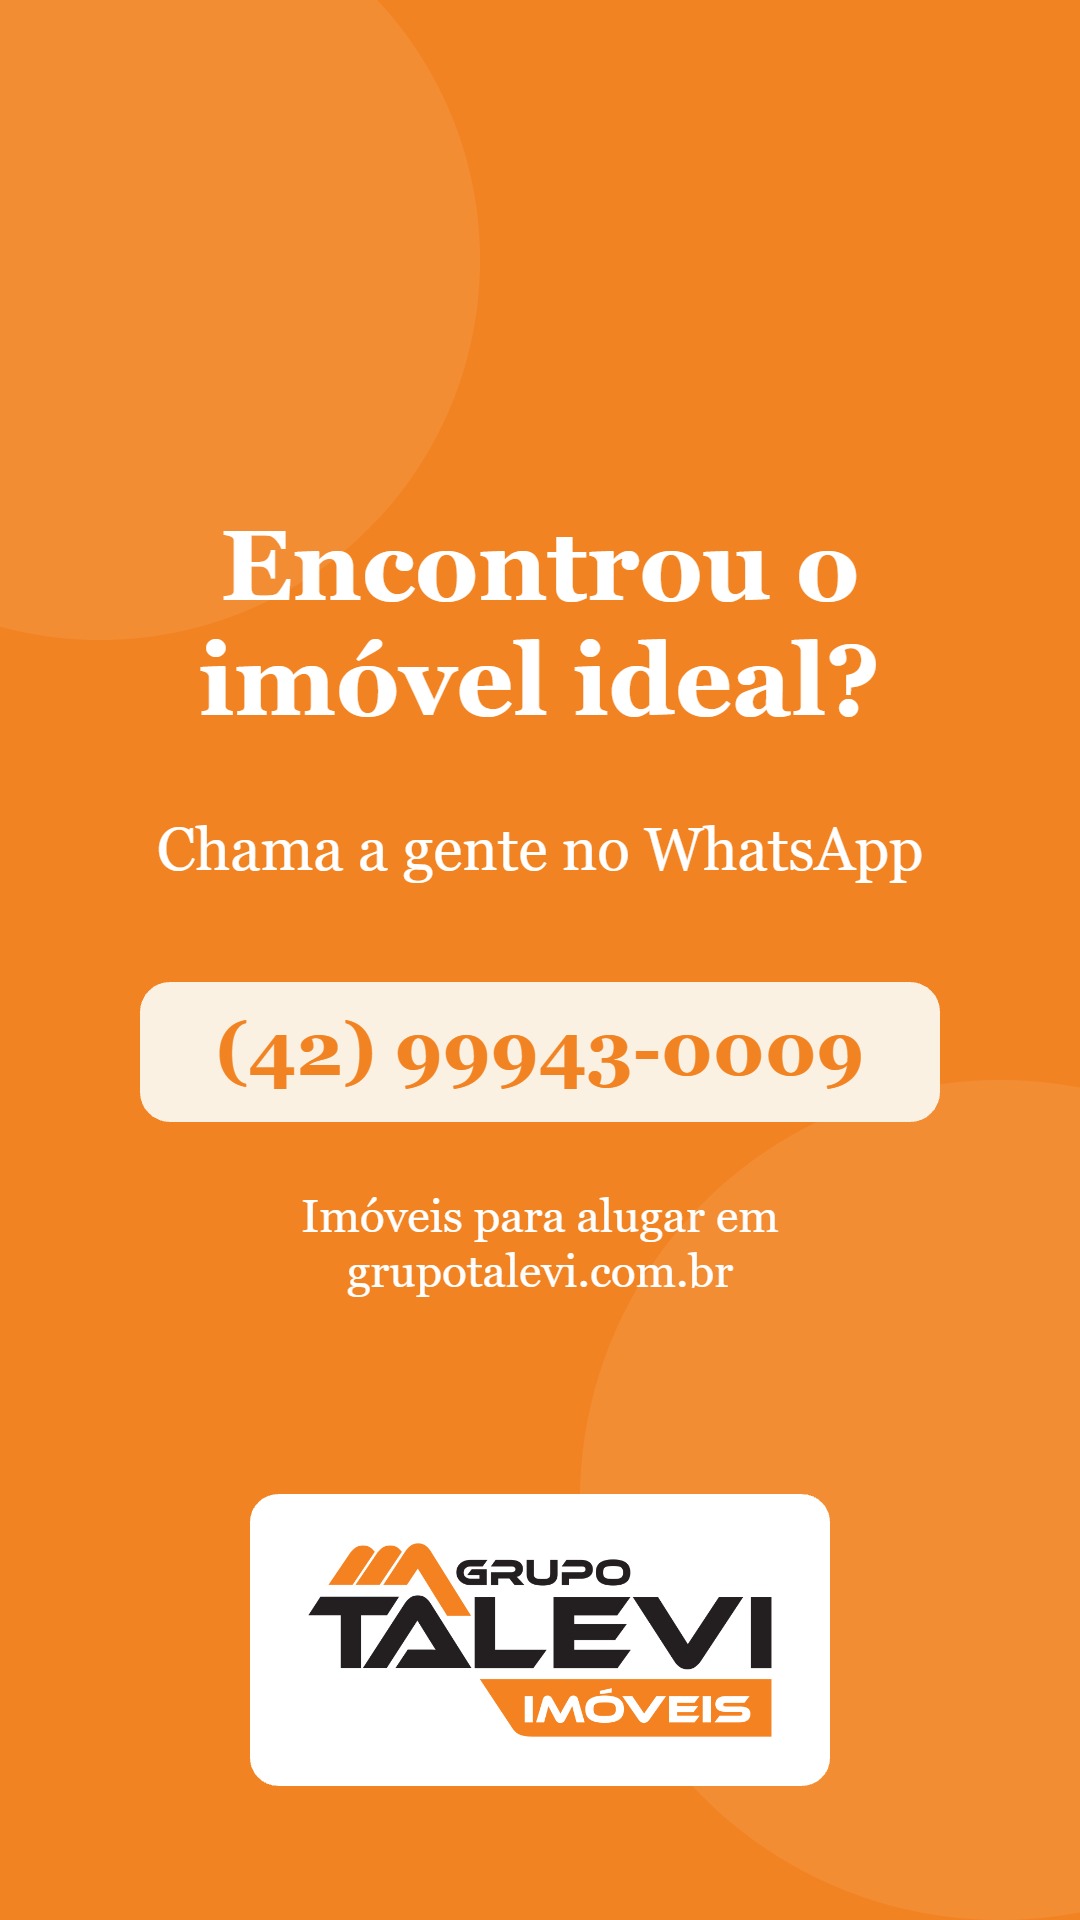 Encontrou o
imóvel ideal?
Chama a gente no WhatsApp
(42) 99943-0009
Imóveis para alugar em
grupotalevi.com.br
GRUPO
TALEVI
IMÓVEIS